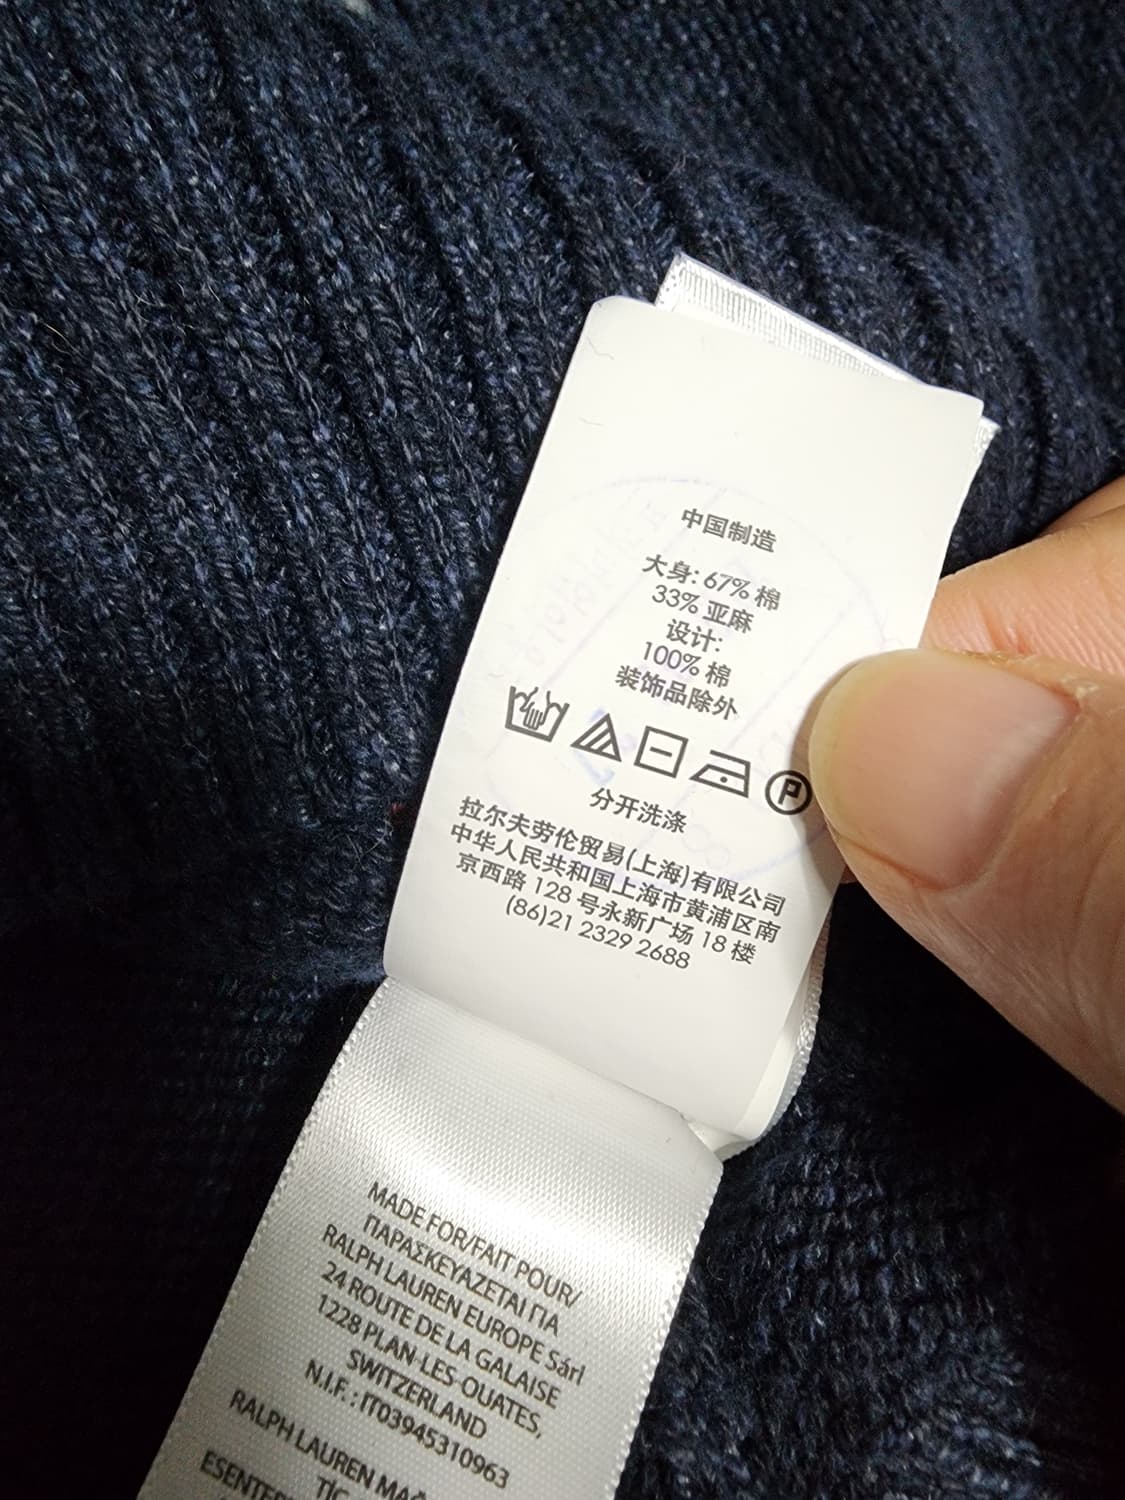 中国制造
大身: 67% 棉
33% 亚麻
设计:
100% 棉
装饰品除外
P
分开洗涤
拉尔夫劳伦贸易(上海)有限公司
中华人民共和国上海市黄浦区南
京西路 128 号永新广场 18 楼
(86)21 2329 2688
MADE FOR/FAIT POUR/
ΠΑΡΑΣΚΕΥΑΖΕΤΑΙ ΓΙΑ
RALPH LAUREN EUROPE Sárl
24 ROUTE DE LA GALAISE
1228 PLAN-LES-OUATES,
SWITZERLAND
N.I.F. : IT03945310963
RALPH LAUREN